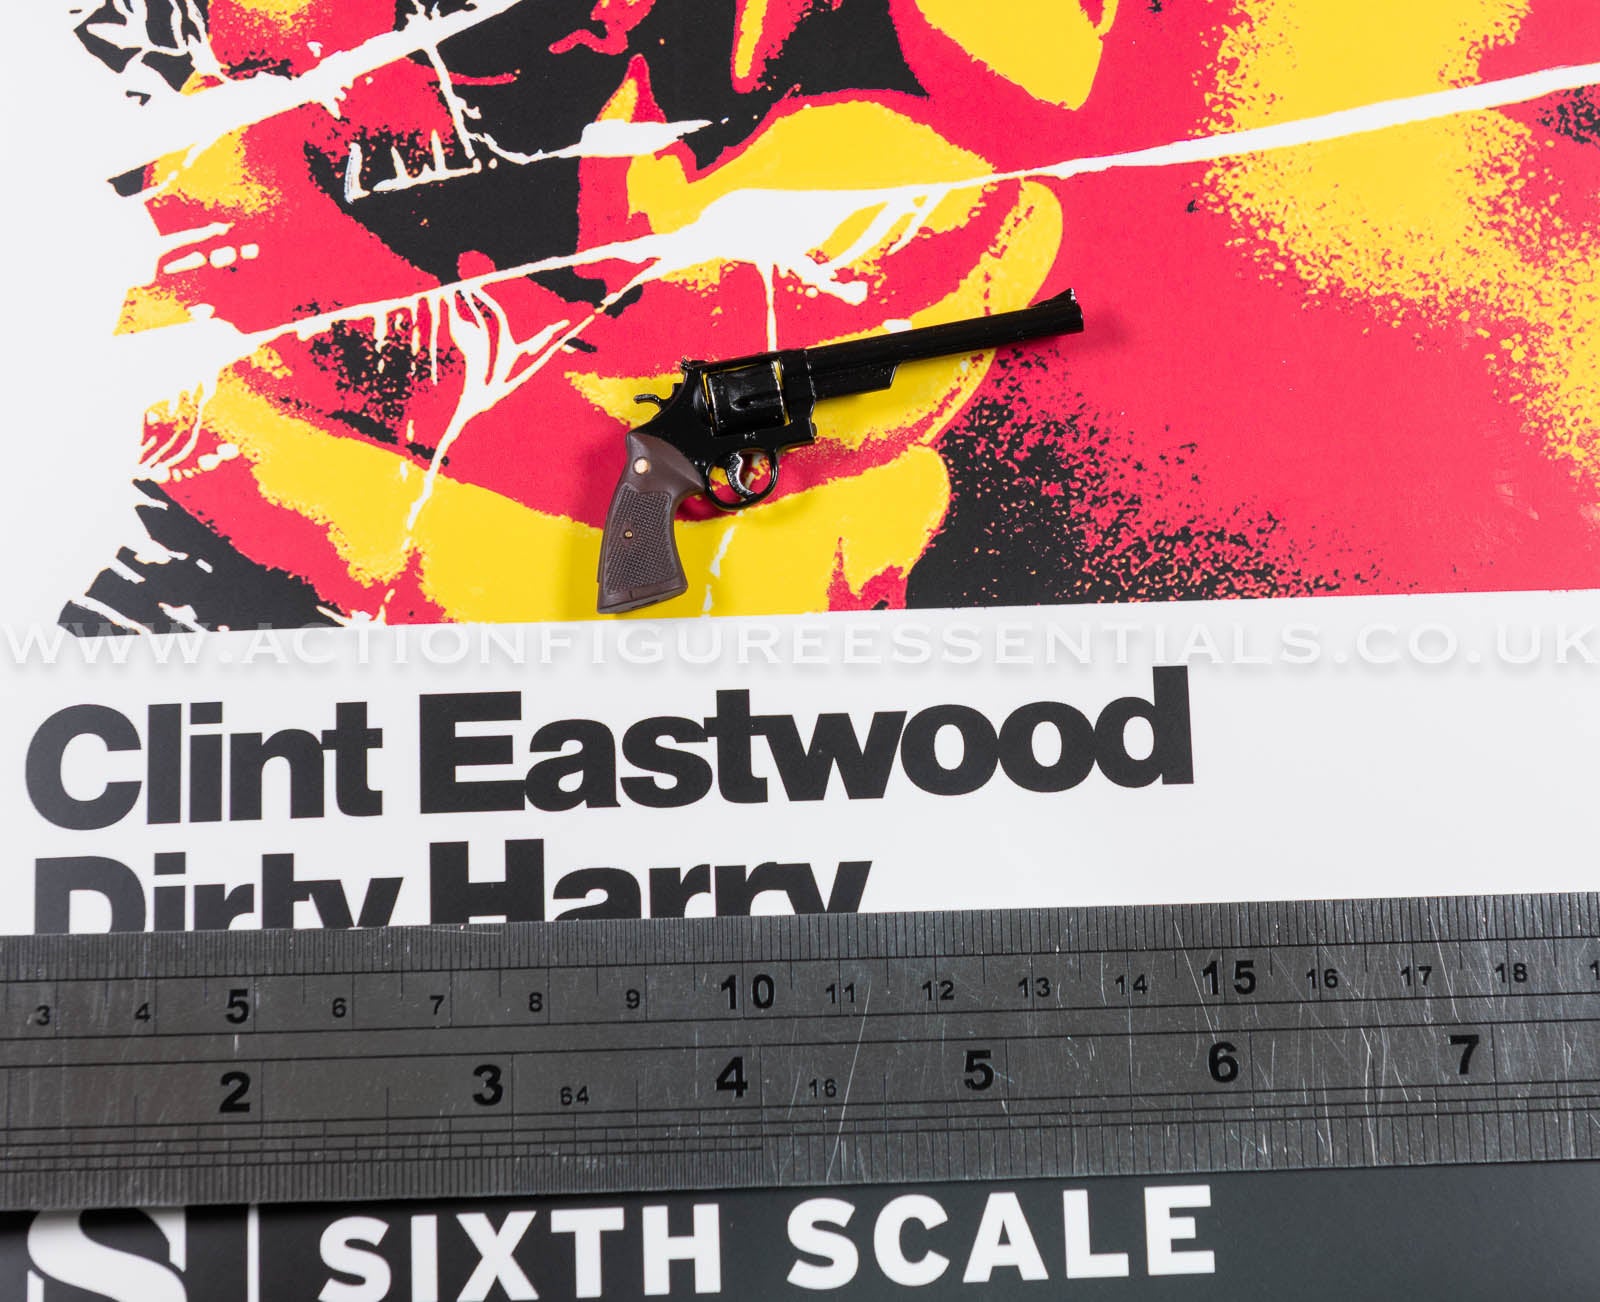 WWW.ACTIONFIGUREESSENTIALS.CO.UK
Clint Eastwood
Dirty Harry
3 4 5 6 7 8 9 10 11 12 13 14 15 16 17 18
2 3 64 4 16 5 6 7
S SIXTH SCALE